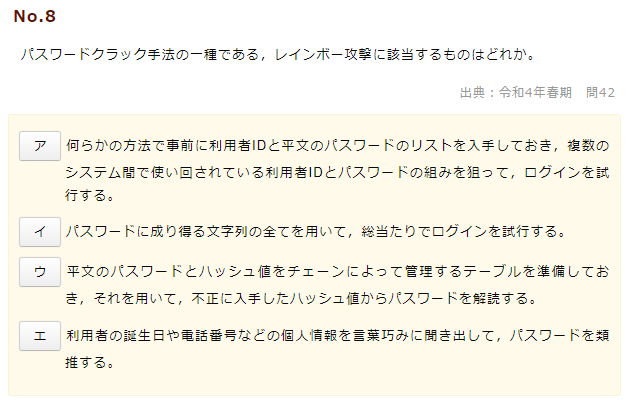 No.8
パスワードクラック手法の一種である，レインボー攻撃に該当するものはどれか。
出典：令和4年春期　問42
ア 何らかの方法で事前に利用者IDと平文のパスワードのリストを入手しておき，複数の
システム間で使い回されている利用者IDとパスワードの組みを狙って，ログインを試
行する。
イ パスワードに成り得る文字列の全てを用いて，総当たりでログインを試行する。
ウ 平文のパスワードとハッシュ値をチェーンによって管理するテーブルを準備してお
き，それを用いて，不正に入手したハッシュ値からパスワードを解読する。
エ 利用者の誕生日や電話番号などの個人情報を言葉巧みに聞き出して，パスワードを類
推する。